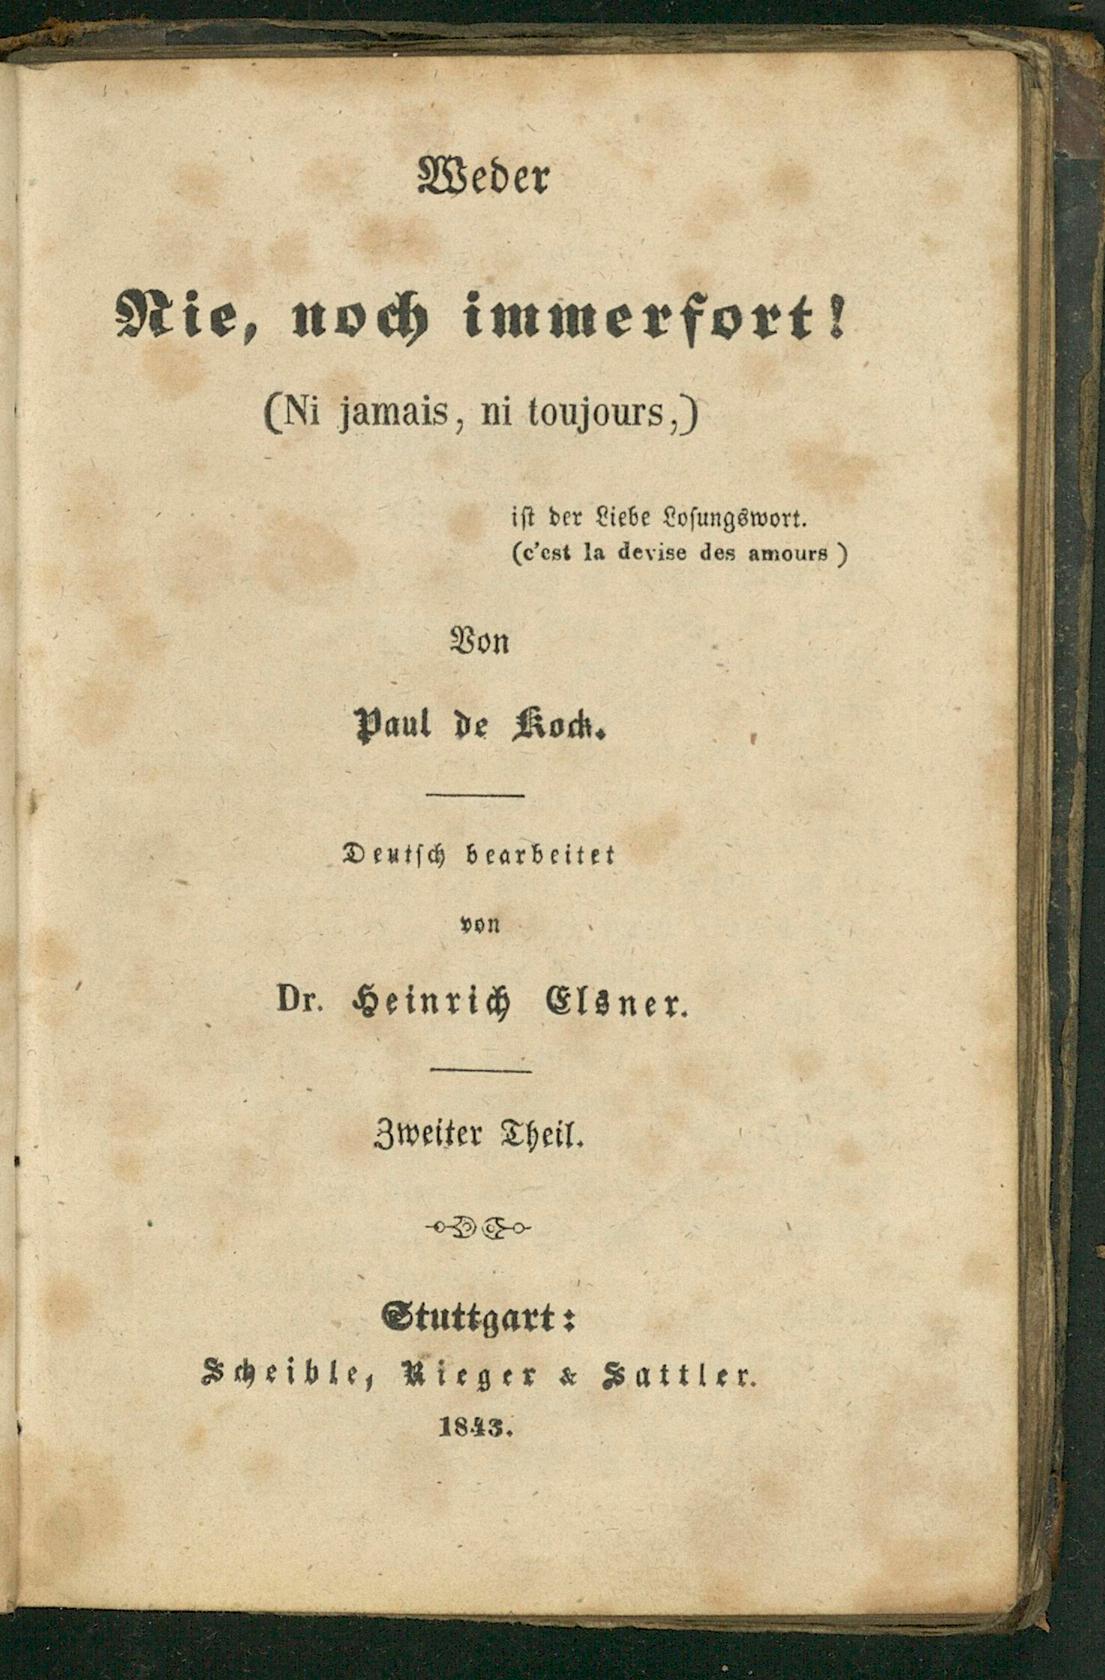 Weder
Nie, noch immerfort!
(Ni jamais, ni toujours,)
iſt der Liebe Loſungswort.
(c'est la devise des amours )
Von
Paul de Kock.
Deutſch bearbeitet
von
Dr. Heinrich Elsner.
Zweiter Theil.
Stuttgart:
Scheible, Rieger & Sattler.
1843.